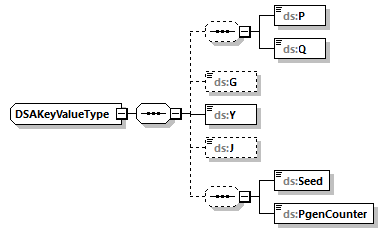 ds:P
ds:Q
ds:G
DSAKeyValueType
ds:Y
ds:J
ds:Seed
ds:PgenCounter